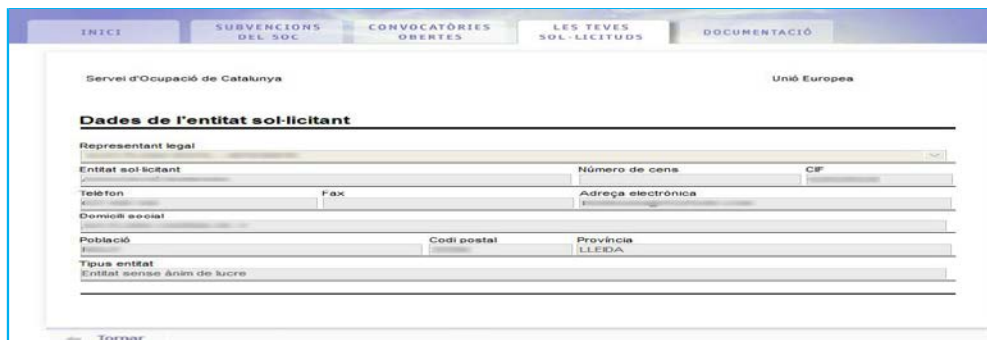 INICI
SUBVENCIONS DEL SOC
CONVOCATÒRIES OBERTES
LES TEVES SOL·LICITUDS
DOCUMENTACIÓ
Servei d'Ocupació de Catalunya Unió Europea
Dades de l'entitat sol·licitant
Representant legal
Entitat sol·licitant Número de cens CIF
Telèfon Fax Adreça electrònica
Domicili social
Població Codi postal Província
LLEIDA
Tipus entitat
Entitat sense ànim de lucre
Tornar